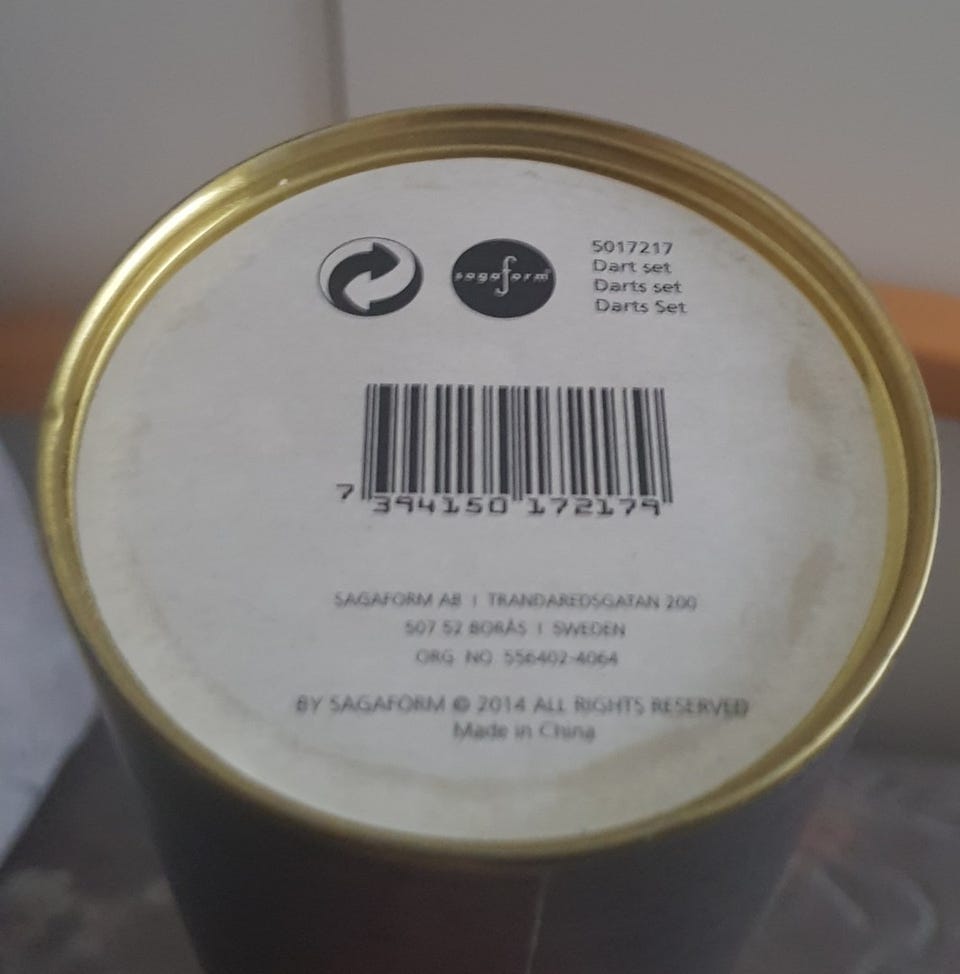 sagaform
5017217
Dart set
Darts set
Darts Set
7 394150 172179
SAGAFORM AB | TRANDAREDSGATAN 200
507 52 BORÅS | SWEDEN
ORG. NO. 556402-4064
BY SAGAFORM © 2014 ALL RIGHTS RESERVED
Made in China